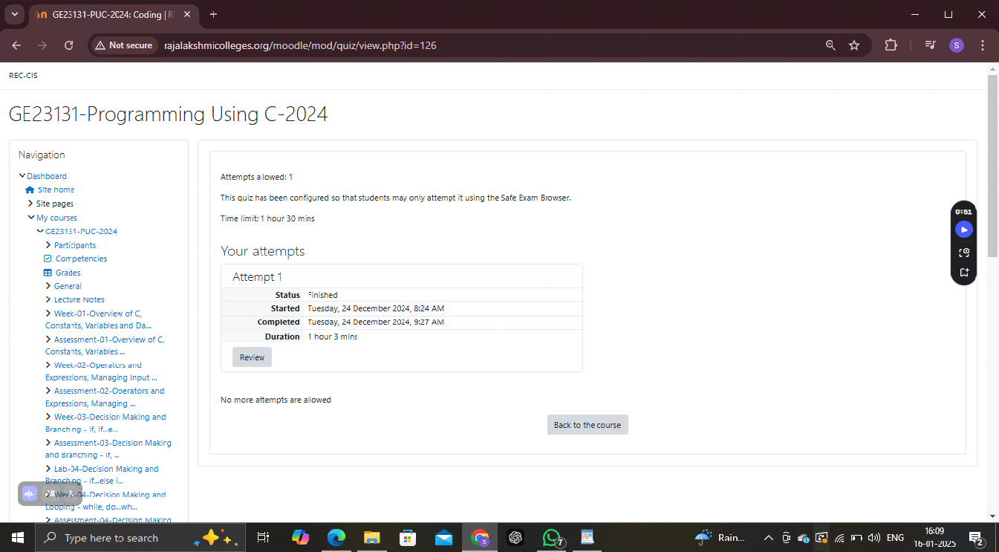 GE23131-PUC-2024: Coding | R
Not secure
rajalakshmicolleges.org/moodle/mod/quiz/view.php?id=126
S
REC-CIS
GE23131-Programming Using C-2024
Navigation
Dashboard
Site home
Site pages
My courses
GE23131-PUC-2024
Participants
Competencies
Grades
General
Lecture Notes
Week-01-Overview of C,
Constants, Variables and Da...
Assessment-01-Overview of C,
Constants, Variables ...
Week-02-Operators and
Expressions, Managing Input ...
Assessment-02-Operators and
Expressions, Managing ...
Week-03-Decision Making and
Branching - if, if...e...
Assessment-03-Decision Making
and Branching - if, ...
Lab-04-Decision Making and
Branching - if...else i...
Week-04-Decision Making and
Looping - while, do...wh...
Assessment-04-Decision Making
Attempts allowed: 1
This quiz has been configured so that students may only attempt it using the Safe Exam Browser.
Time limit: 1 hour 30 mins
Your attempts
Attempt 1
Status Finished
Started Tuesday, 24 December 2024, 8:24 AM
Completed Tuesday, 24 December 2024, 9:27 AM
Duration 1 hour 3 mins
Review
No more attempts are allowed
Back to the course
0:51
Type here to search
7
Rain...
ENG
16:09
16-01-2025
2